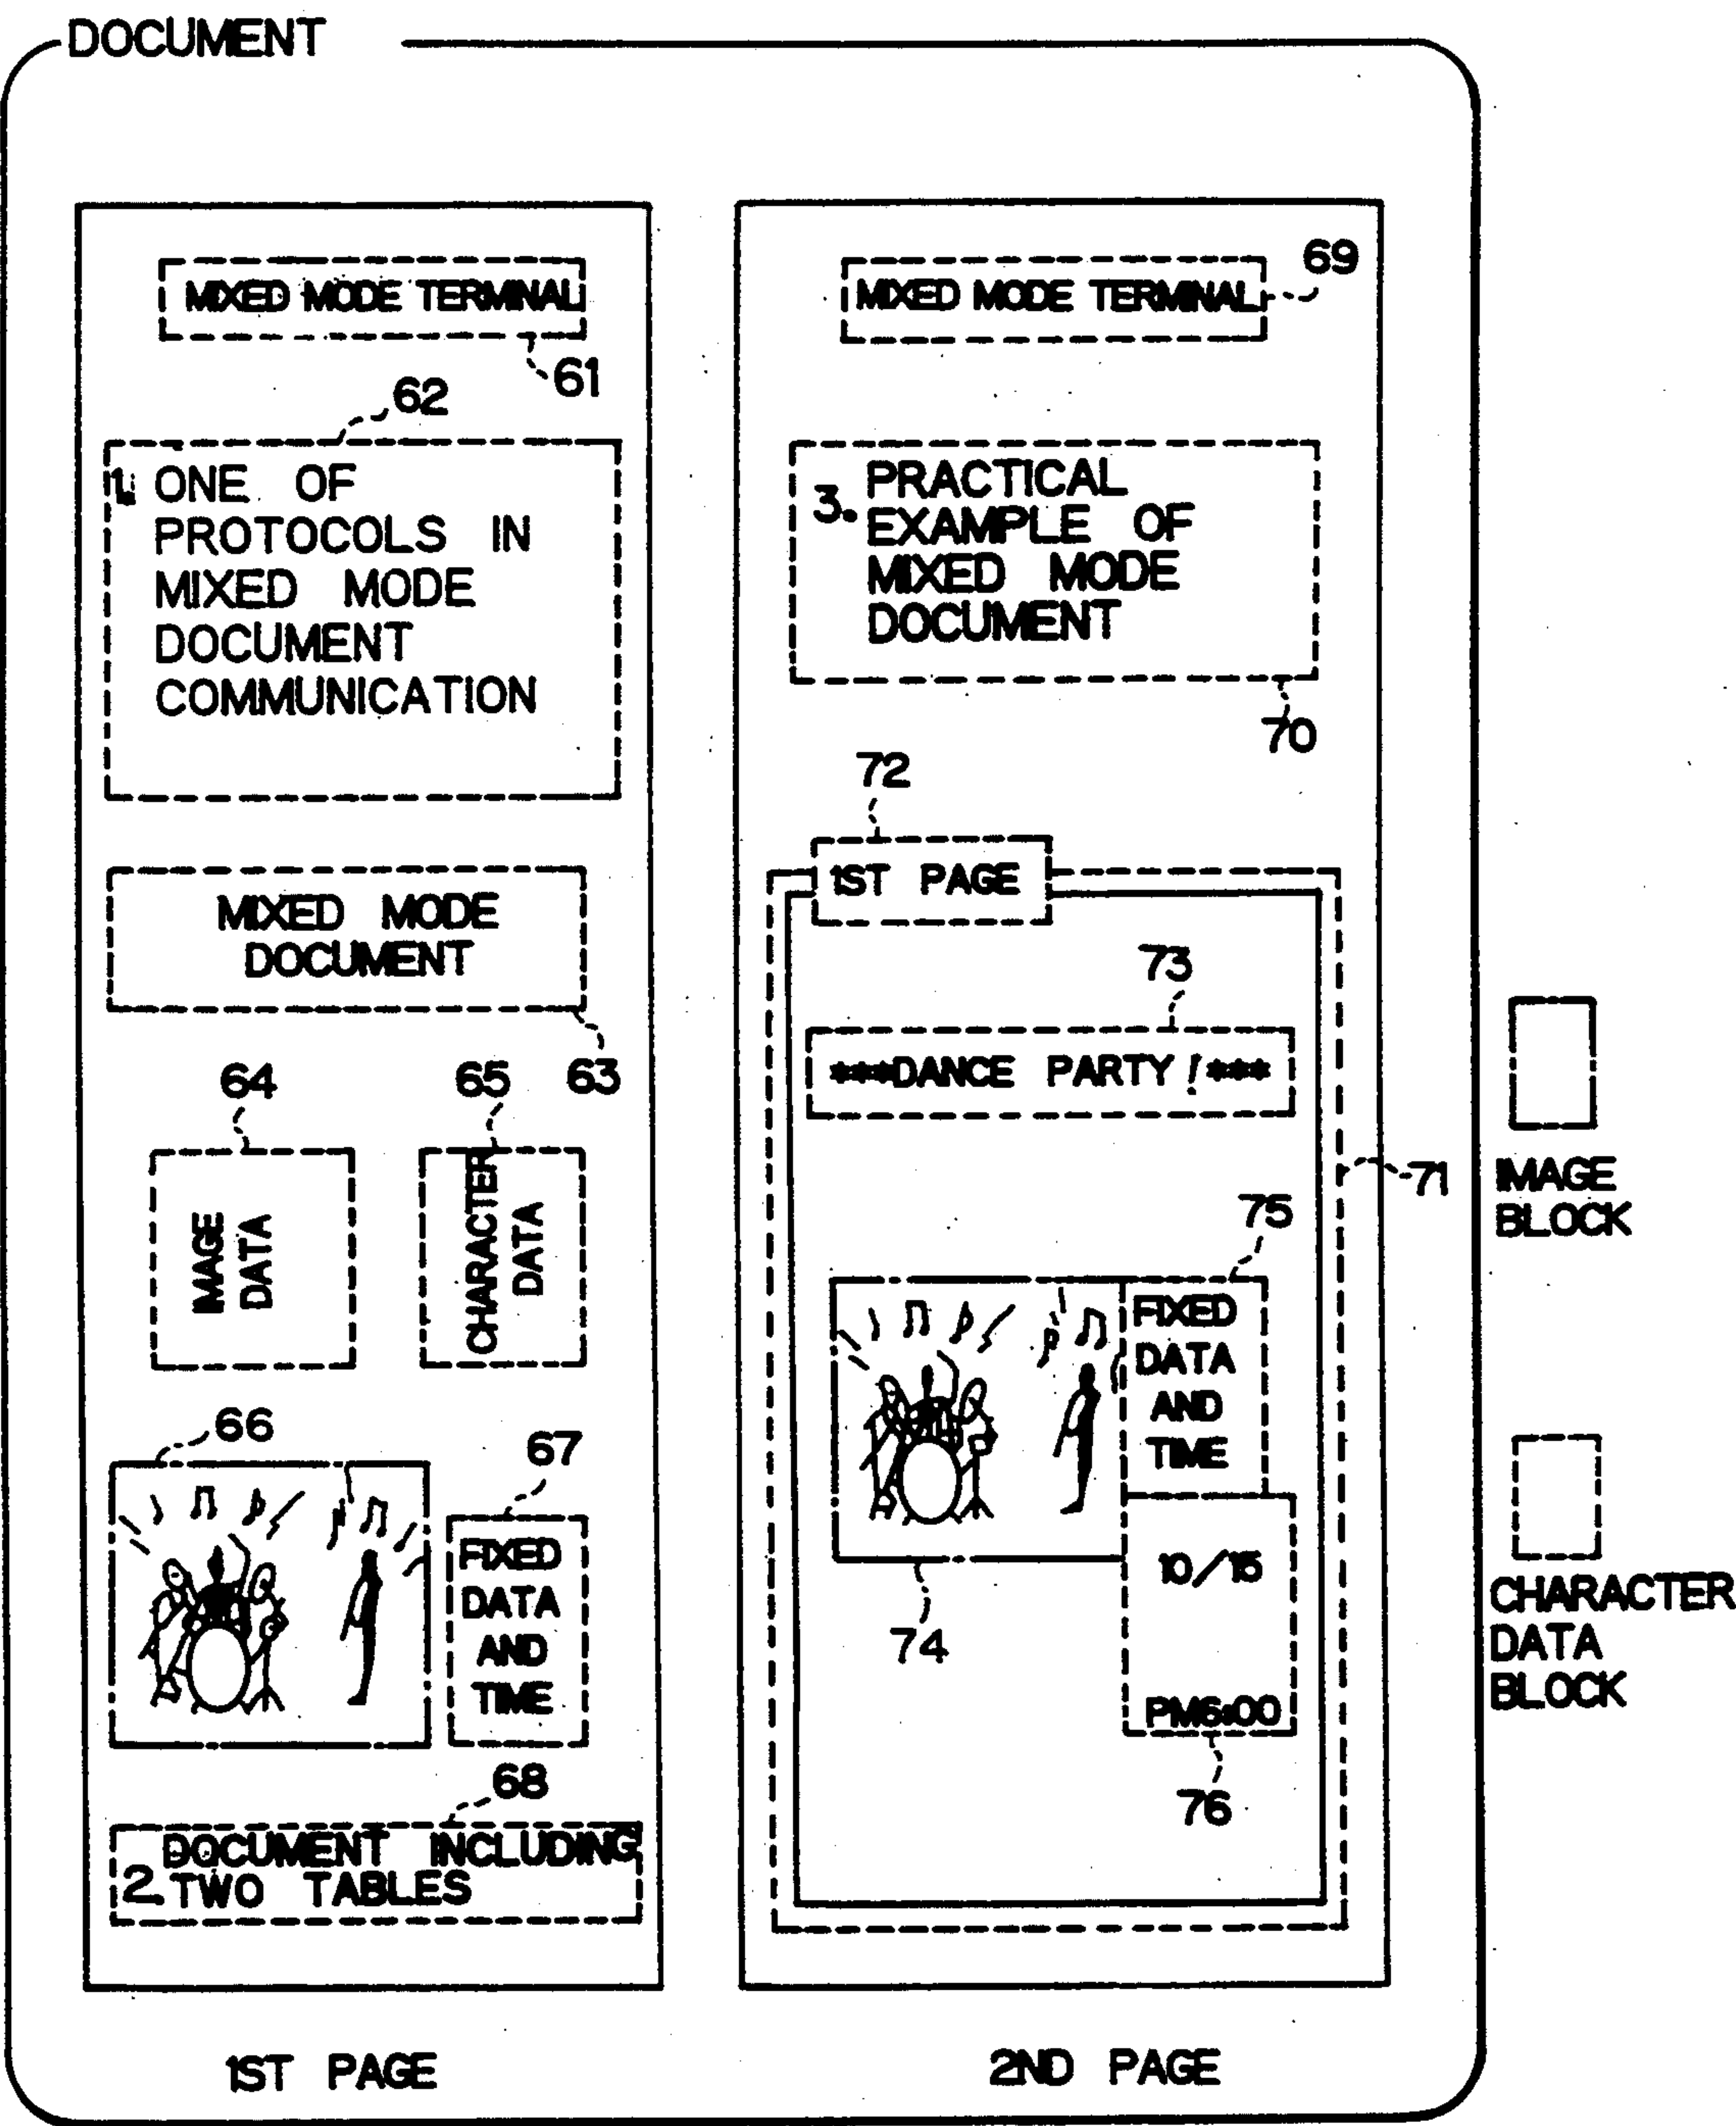 DOCUMENT
MIXED MODE TERMINAL
61
62
1. ONE OF
PROTOCOLS IN
MIXED MODE
DOCUMENT
COMMUNICATION
MIXED MODE
DOCUMENT
63
64
65
IMAGE
DATA
CHARACTER
DATA
66
67
FIXED
DATA
AND
TIME
68
2. DOCUMENT INCLUDING
TWO TABLES
1ST PAGE
MIXED MODE TERMINAL
69
3. PRACTICAL
EXAMPLE OF
MIXED MODE
DOCUMENT
70
72
1ST PAGE
73
***DANCE PARTY!***
71
75
FIXED
DATA
AND
TIME
74
10/15
PM6:00
76
2ND PAGE
IMAGE
BLOCK
CHARACTER
DATA
BLOCK